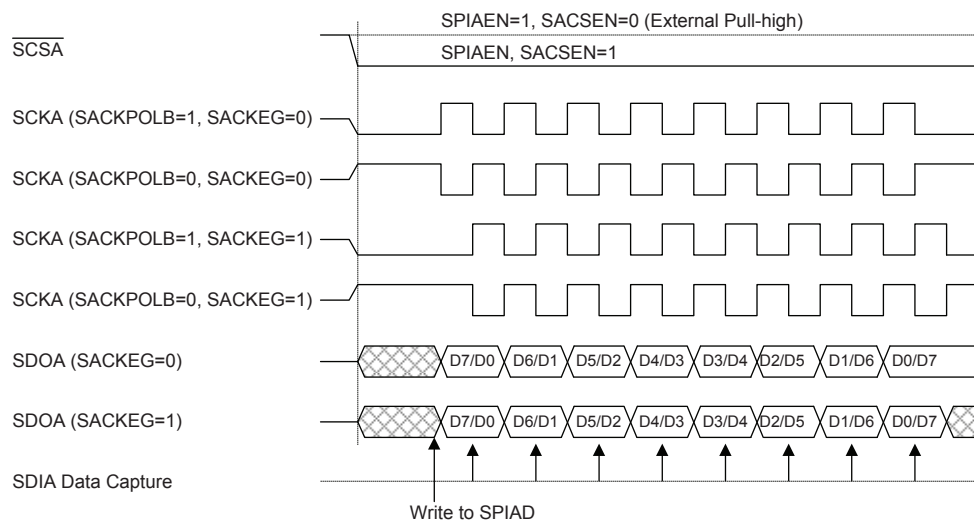 SPIAEN=1, SACSEN=0 (External Pull-high)
SCSA
SPIAEN, SACSEN=1
SCKA (SACKPOLB=1, SACKEG=0)
SCKA (SACKPOLB=0, SACKEG=0)
SCKA (SACKPOLB=1, SACKEG=1)
SCKA (SACKPOLB=0, SACKEG=1)
SDOA (SACKEG=0) D7/D0 D6/D1 D5/D2 D4/D3 D3/D4 D2/D5 D1/D6 D0/D7
SDOA (SACKEG=1) D7/D0 D6/D1 D5/D2 D4/D3 D3/D4 D2/D5 D1/D6 D0/D7
SDIA Data Capture
Write to SPIAD